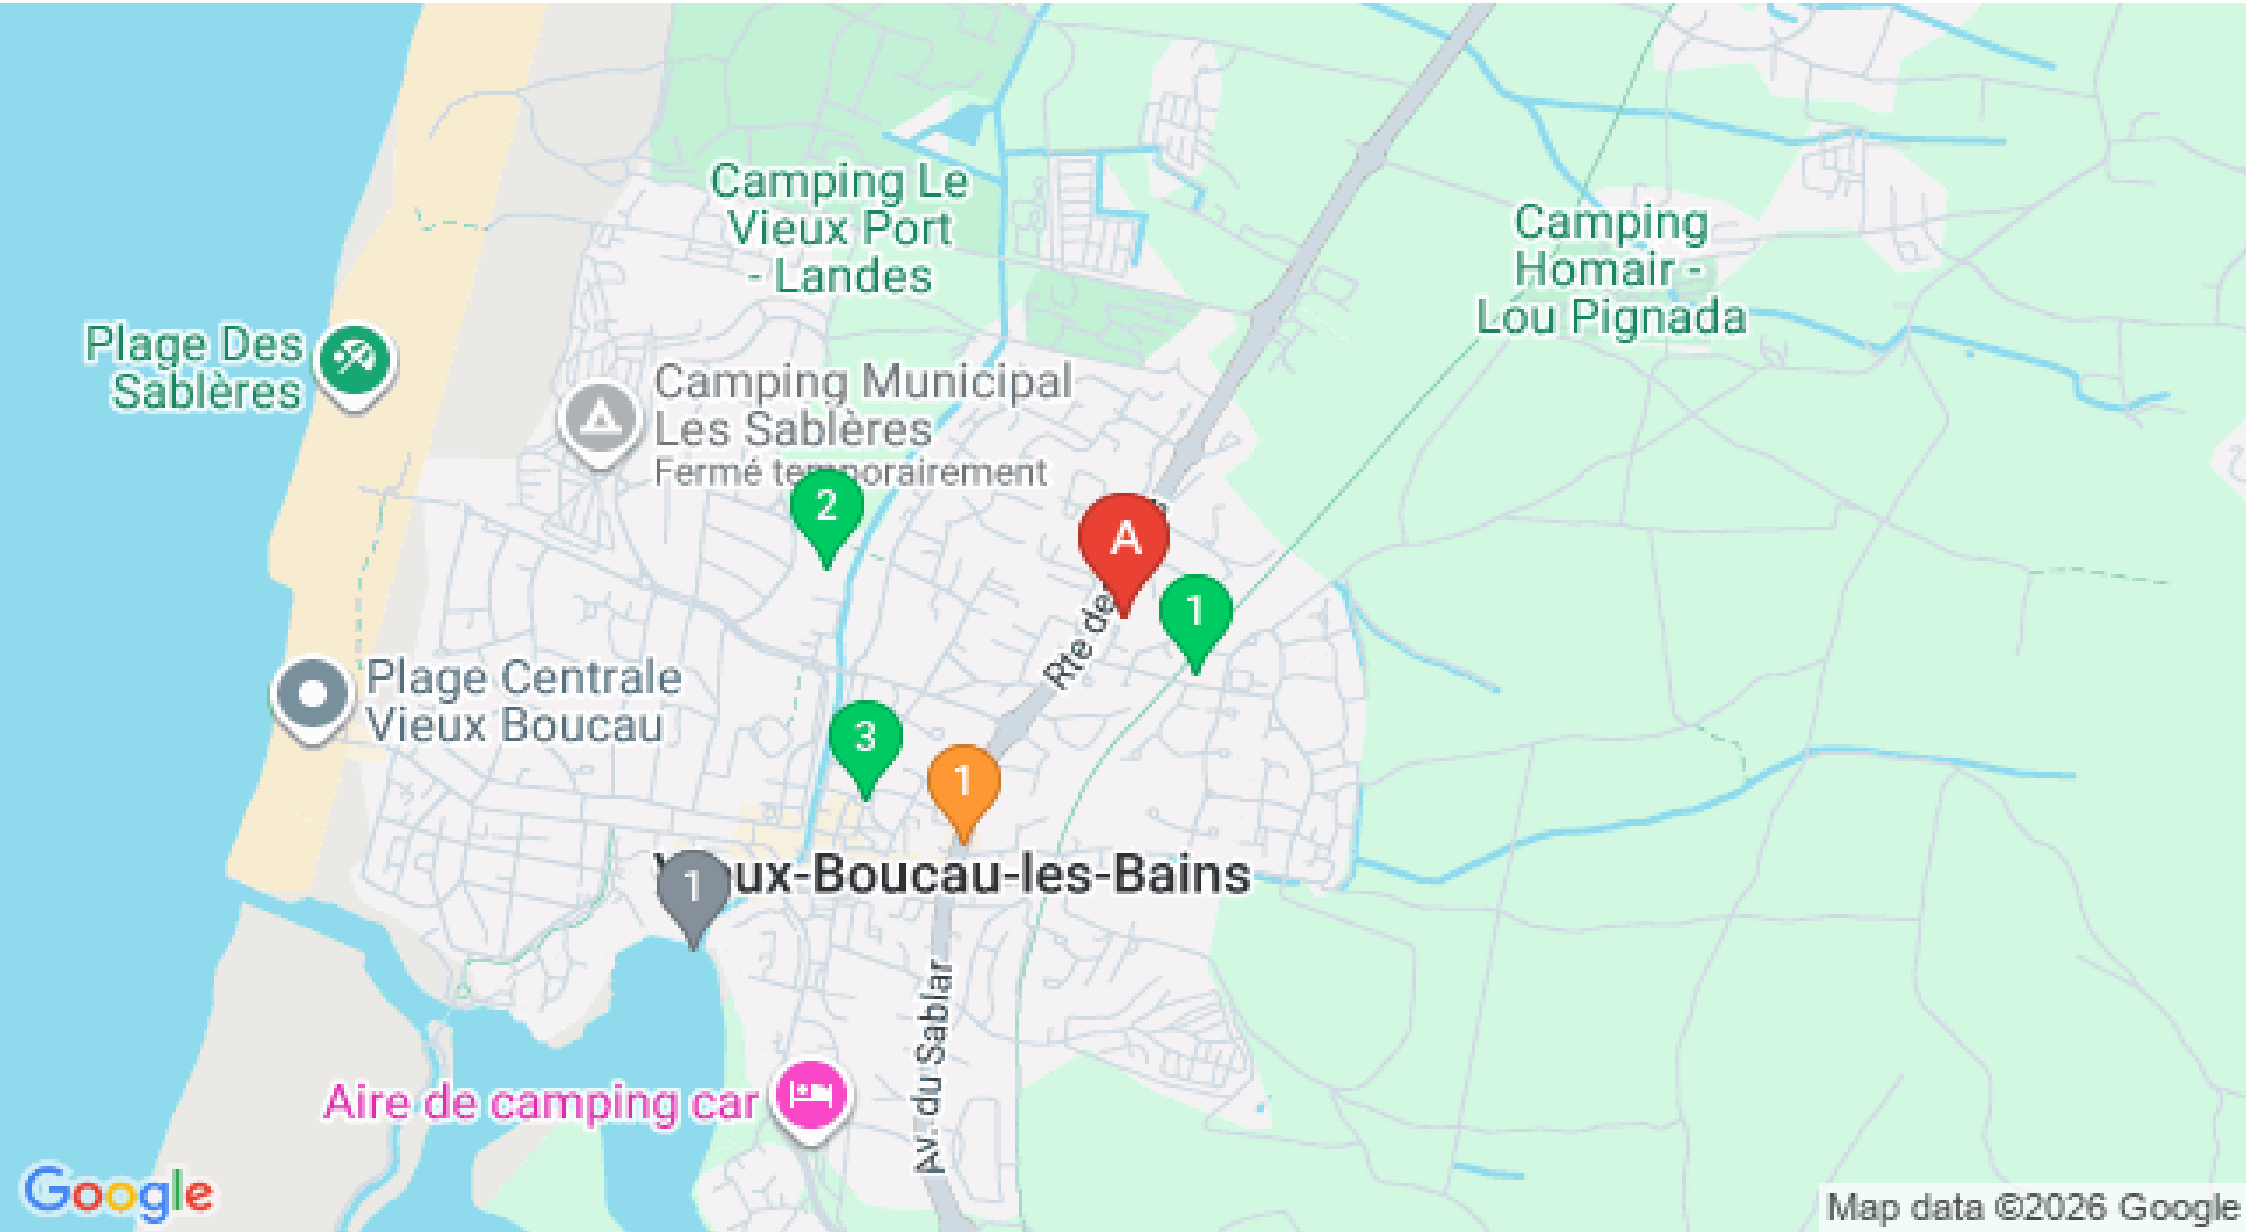 Camping Le
Vieux Port
- Landes
Camping
Homair -
Lou Pignada
Plage Des
Sablères
Camping Municipal
Les Sablères
Fermé temporairement
2
A
1
Rte de
Plage Centrale
Vieux Boucau
3
1
1
ux-Boucau-les-Bains
Av. du Sablar
Aire de camping car
Google
Map data ©2026 Google